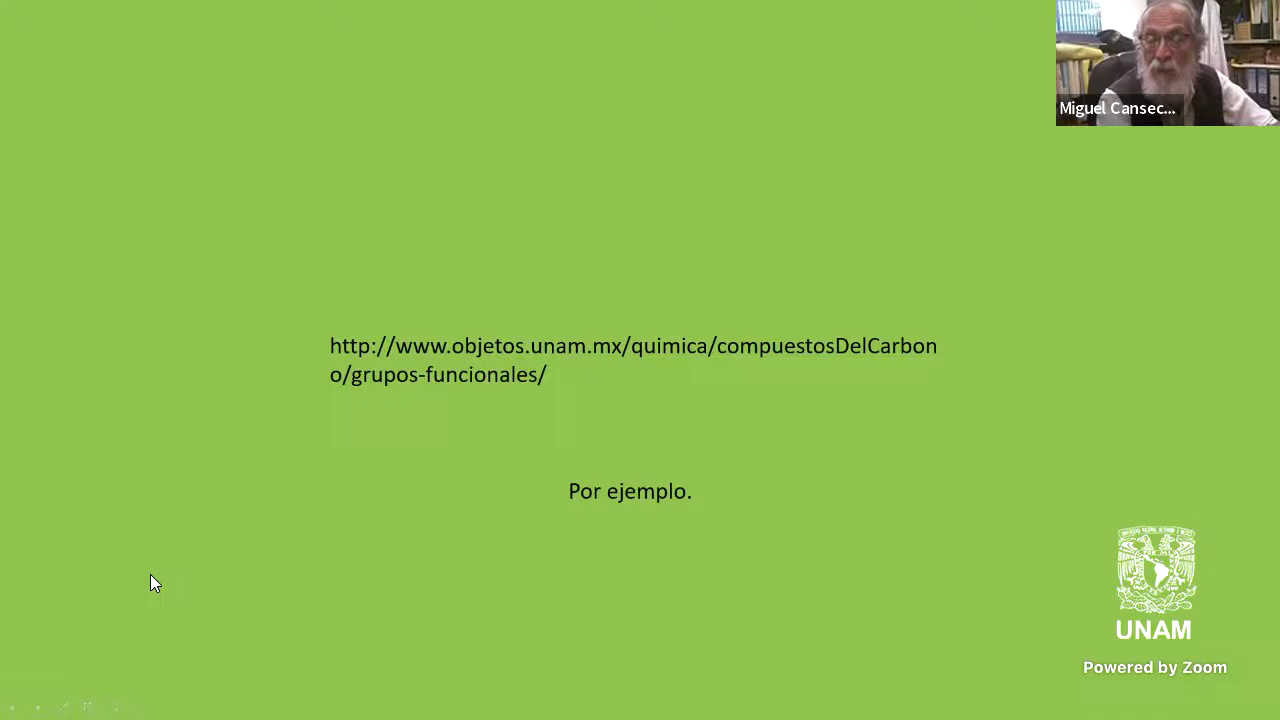 Miguel Cansec...
http://www.objetos.unam.mx/quimica/compuestosDelCarbon
o/grupos-funcionales/
Por ejemplo.
UNAM
Powered by Zoom